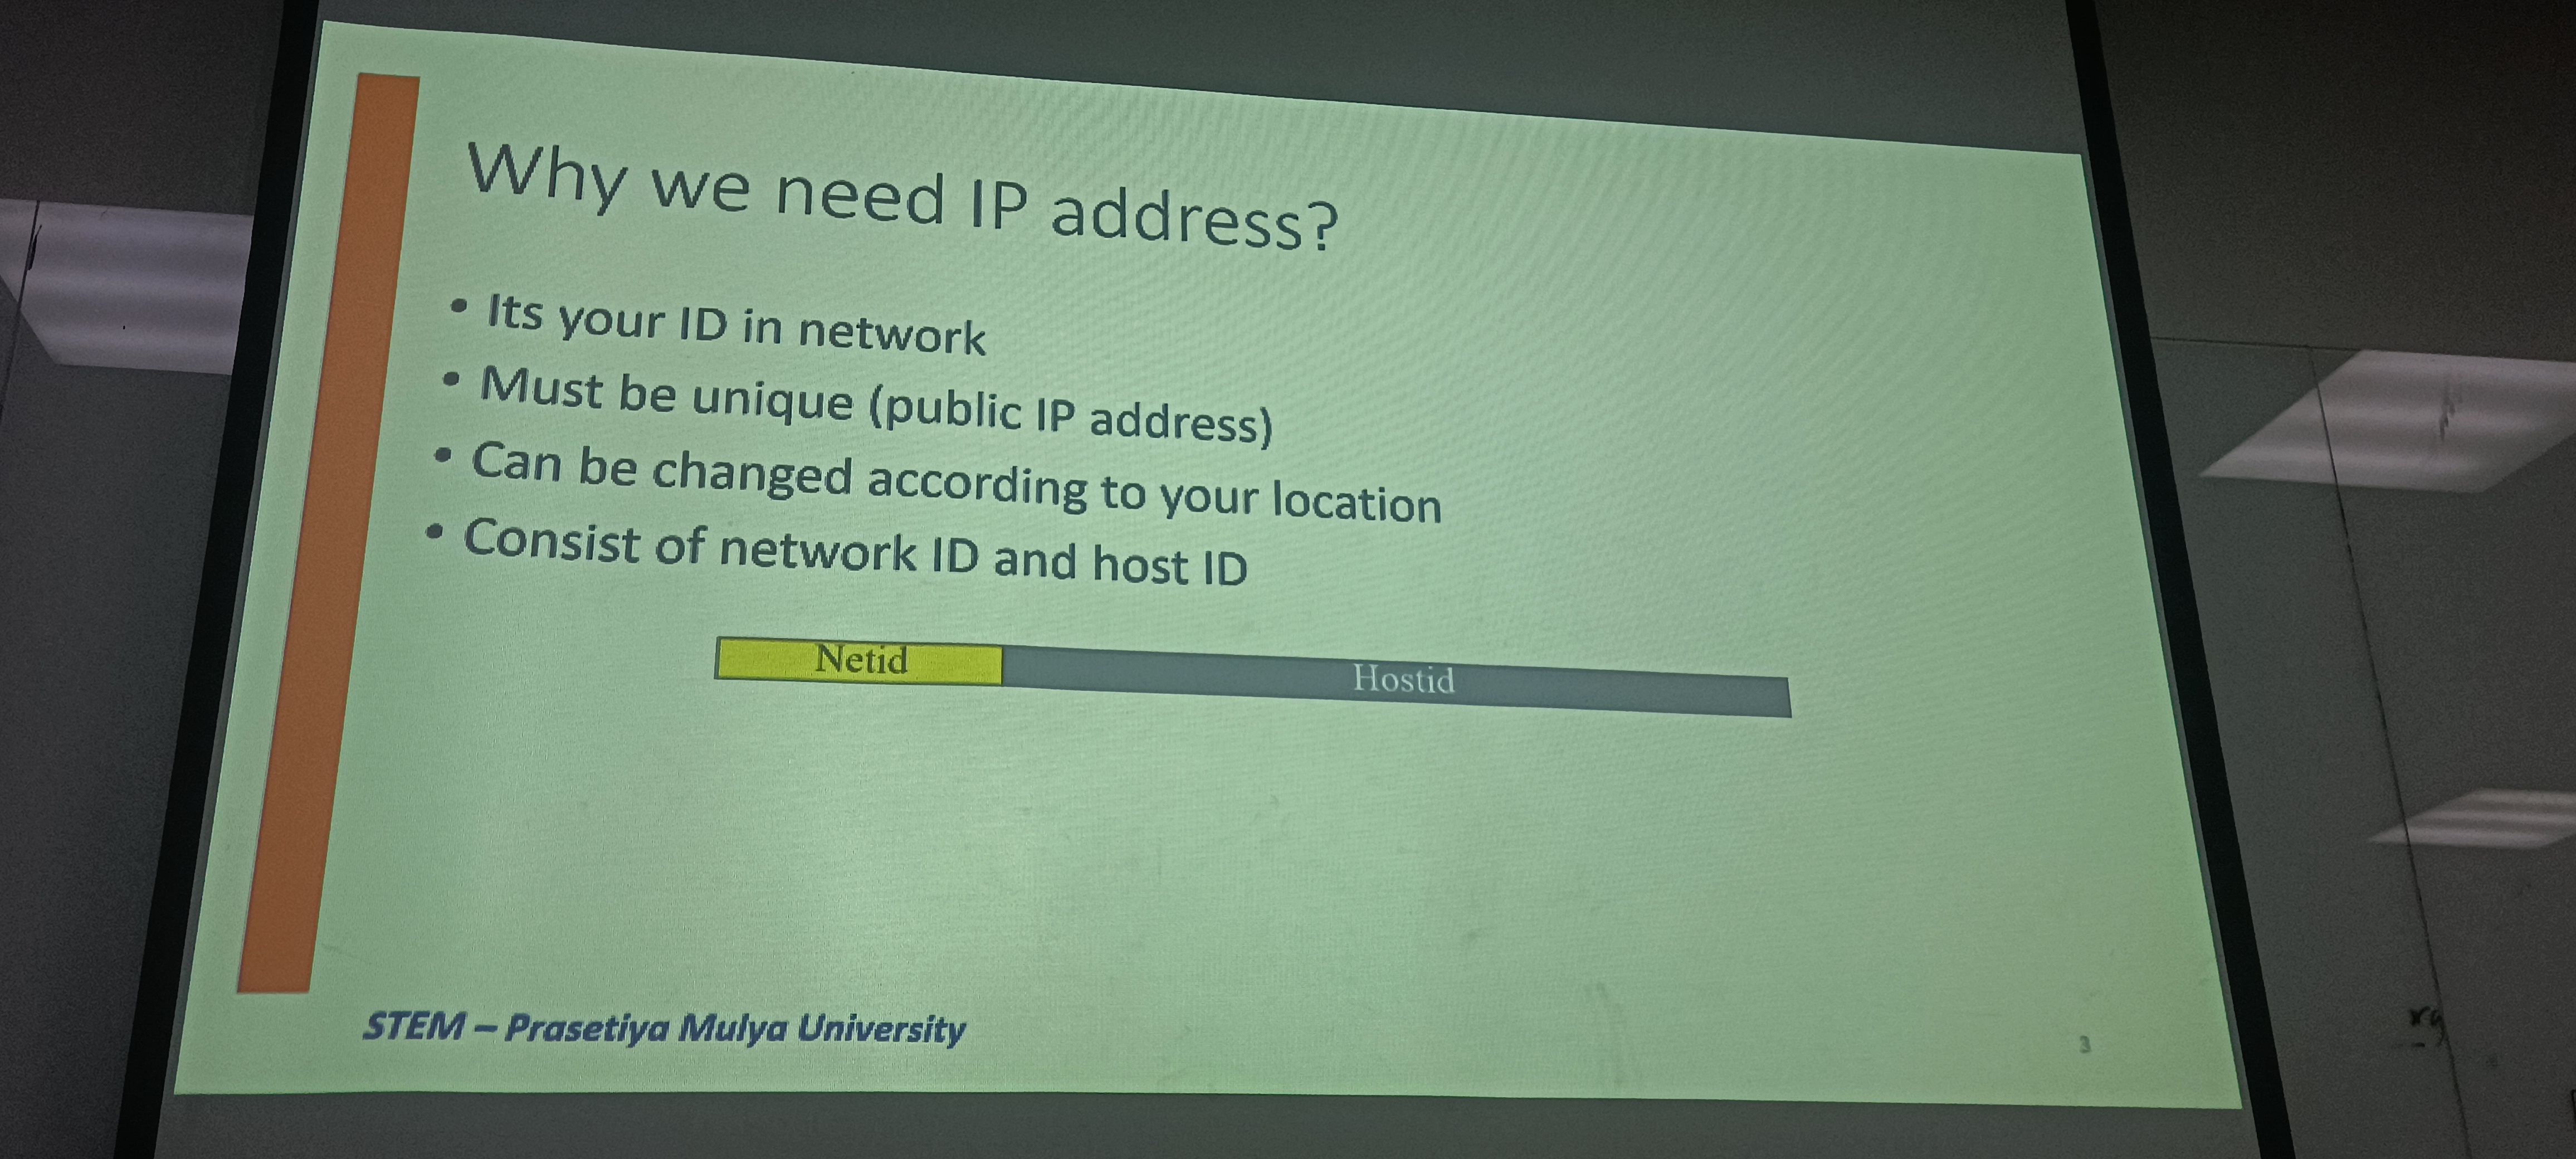 Why we need IP address?
• Its your ID in network
• Must be unique (public IP address)
• Can be changed according to your location
• Consist of network ID and host ID
Netid Hostid
STEM – Prasetiya Mulya University
3